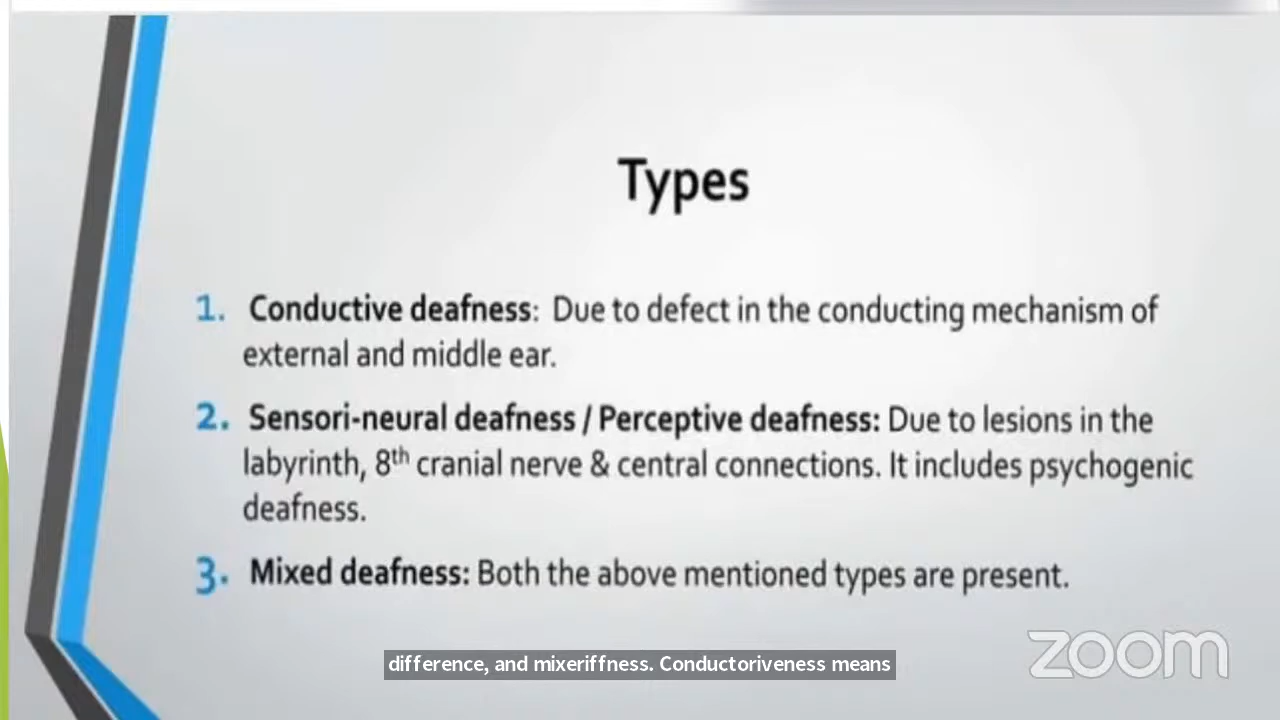 Types
1. Conductive deafness: Due to defect in the conducting mechanism of
external and middle ear.
2. Sensori-neural deafness / Perceptive deafness: Due to lesions in the
labyrinth, 8th cranial nerve & central connections. It includes psychogenic
deafness.
3. Mixed deafness: Both the above mentioned types are present.
zoom
difference, and mixeriffness. Conductoriveness means